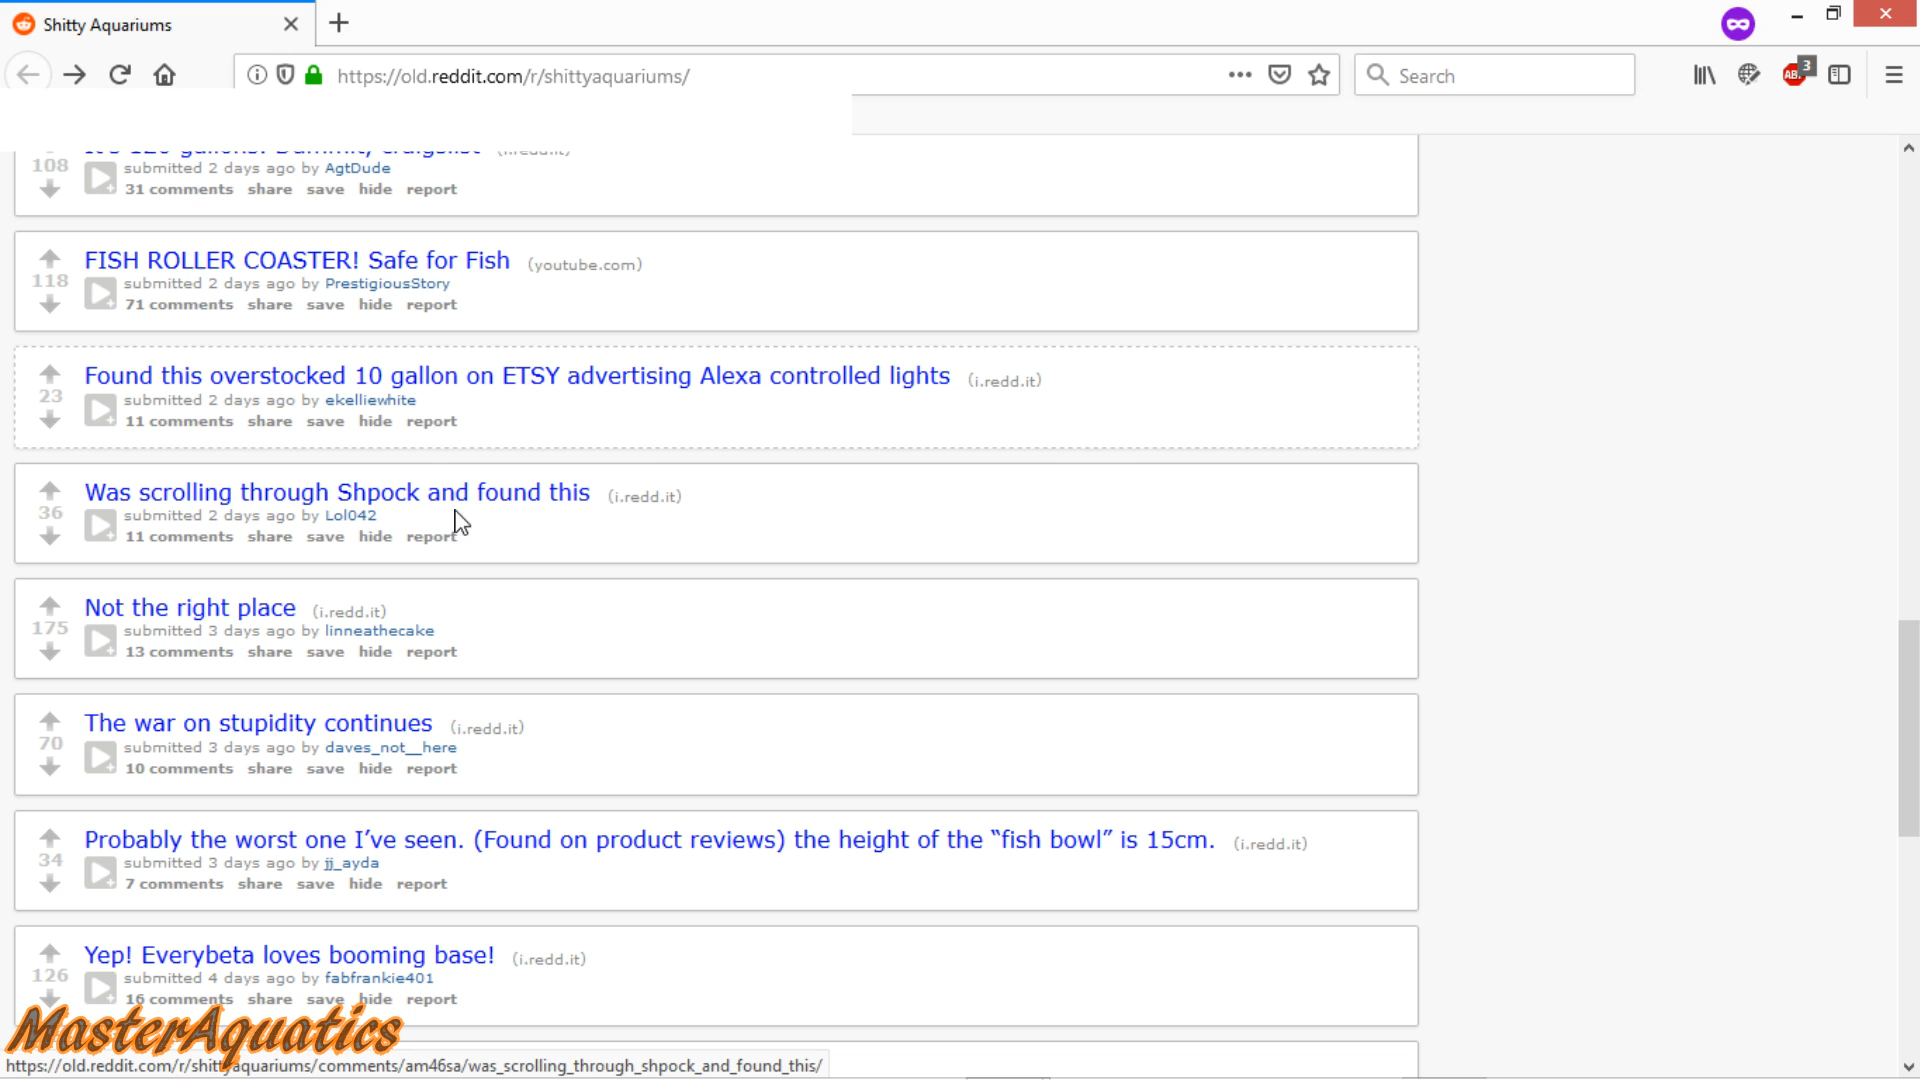 Shitty Aquariums
https://old.reddit.com/r/shittyaquariums/
Search
ABP 3
It's 120 gallons! Dammit, craigslist (i.redd.it)
108
submitted 2 days ago by AgtDude
31 comments share save hide report
FISH ROLLER COASTER! Safe for Fish (youtube.com)
118
submitted 2 days ago by PrestigiousStory
71 comments share save hide report
Found this overstocked 10 gallon on ETSY advertising Alexa controlled lights (i.redd.it)
23
submitted 2 days ago by ekelliewhite
11 comments share save hide report
Was scrolling through Shpock and found this (i.redd.it)
36
submitted 2 days ago by Lol042
11 comments share save hide report
Not the right place (i.redd.it)
175
submitted 3 days ago by linneathecake
13 comments share save hide report
The war on stupidity continues (i.redd.it)
70
submitted 3 days ago by daves_not__here
10 comments share save hide report
Probably the worst one I’ve seen. (Found on product reviews) the height of the “fish bowl” is 15cm. (i.redd.it)
34
submitted 3 days ago by jj_ayda
7 comments share save hide report
Yep! Everybeta loves booming base! (i.redd.it)
126
submitted 4 days ago by fabfrankie401
16 comments share save hide report
MasterAquatics
https://old.reddit.com/r/shittyaquariums/comments/am46sa/was_scrolling_through_shpock_and_found_this/